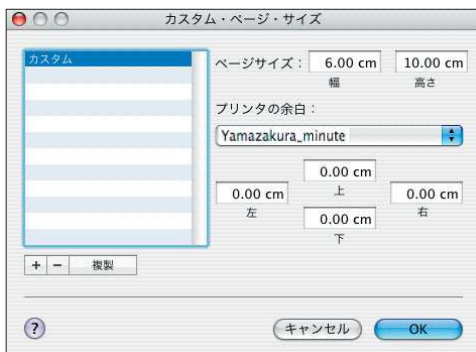 カスタム・ページ・サイズ
カスタム
ページサイズ： 6.00 cm 10.00 cm
幅 高さ
プリンタの余白：
Yamazakura_minute
0.00 cm
上
0.00 cm 0.00 cm
左 右
0.00 cm
下
+ − 複製
? キャンセル OK